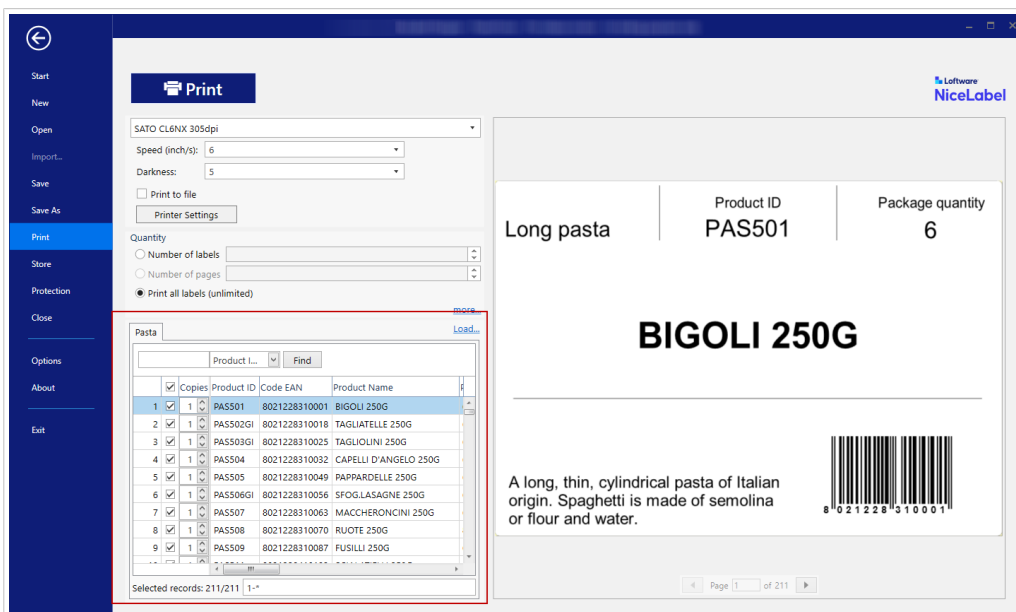 Start
New
Open
Import...
Save
Save As
Print
Store
Protection
Close
Options
About
Exit
Print
SATO CL6NX 305dpi
Speed (inch/s): 6
Darkness: 5
Print to file
Printer Settings
Quantity
Number of labels
Number of pages
Print all labels (unlimited)
more...
Pasta
Load...
Product I... Find
Copies Product ID Code EAN Product Name
1 1 PAS501 8021228310001 BIGOLI 250G
2 1 PAS502GI 8021228310018 TAGLIATELLE 250G
3 1 PAS503GI 8021228310025 TAGLIOLINI 250G
4 1 PAS504 8021228310032 CAPELLI D'ANGELO 250G
5 1 PAS505 8021228310049 PAPPARDELLE 250G
6 1 PAS506GI 8021228310056 SFOG.LASAGNE 250G
7 1 PAS507 8021228310063 MACCHERONCINI 250G
8 1 PAS508 8021228310070 RUOTE 250G
9 1 PAS509 8021228310087 FUSILLI 250G
Selected records: 211/211 1-*
Loftware
NiceLabel
Long pasta
Product ID
PAS501
Package quantity
6
BIGOLI 250G
A long, thin, cylindrical pasta of Italian
origin. Spaghetti is made of semolina
or flour and water.
8 021228 310001
Page 1 of 211